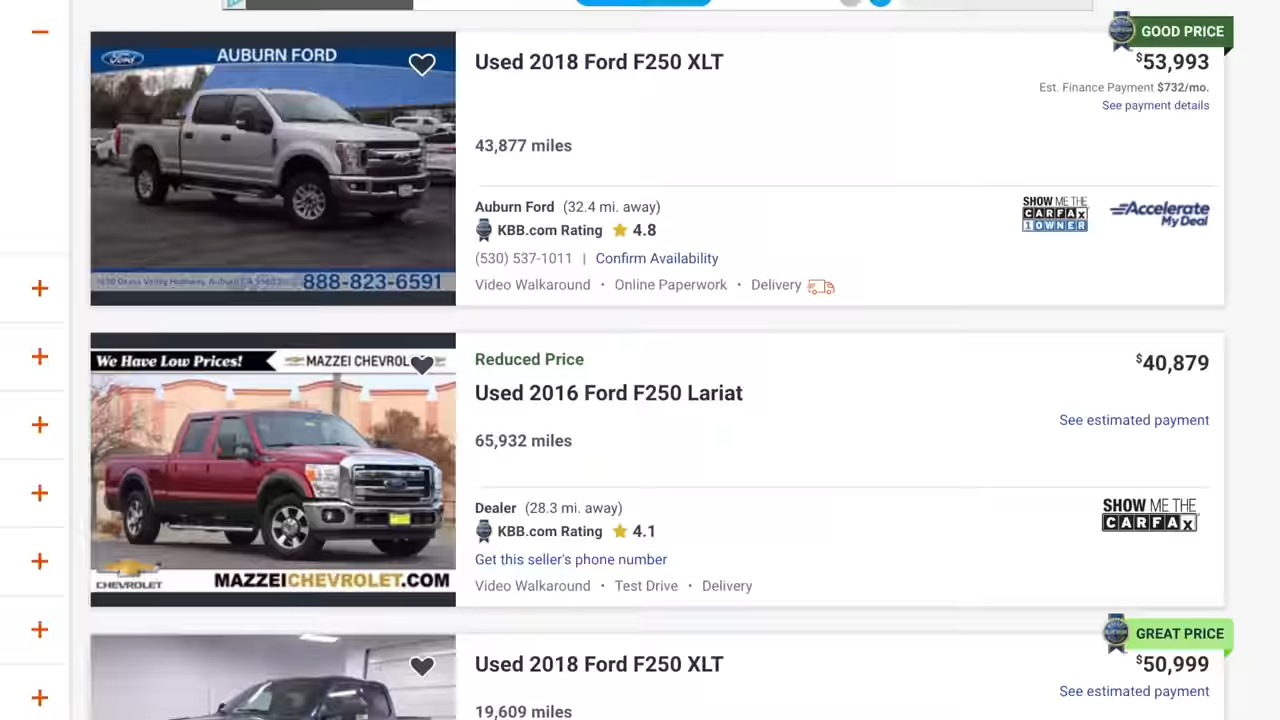 GOOD PRICE
AUBURN FORD
Ford
Used 2018 Ford F250 XLT
$53,993
Est. Finance Payment $732/mo.
See payment details
43,877 miles
Auburn Ford (32.4 mi. away)
KBB.com Rating 4.8
(530) 537-1011 | Confirm Availability
Video Walkaround • Online Paperwork • Delivery
SHOW ME THE
CARFAX
1 OWNER
Accelerate
My Deal
888-823-6591
We Have Low Prices!
MAZZEI CHEVROL
Reduced Price
$40,879
Used 2016 Ford F250 Lariat
See estimated payment
65,932 miles
Dealer (28.3 mi. away)
KBB.com Rating 4.1
Get this seller's phone number
Video Walkaround • Test Drive • Delivery
SHOW ME THE
CARFAX
CHEVROLET
MAZZEICHEVROLET.COM
GREAT PRICE
Used 2018 Ford F250 XLT
$50,999
See estimated payment
19,609 miles